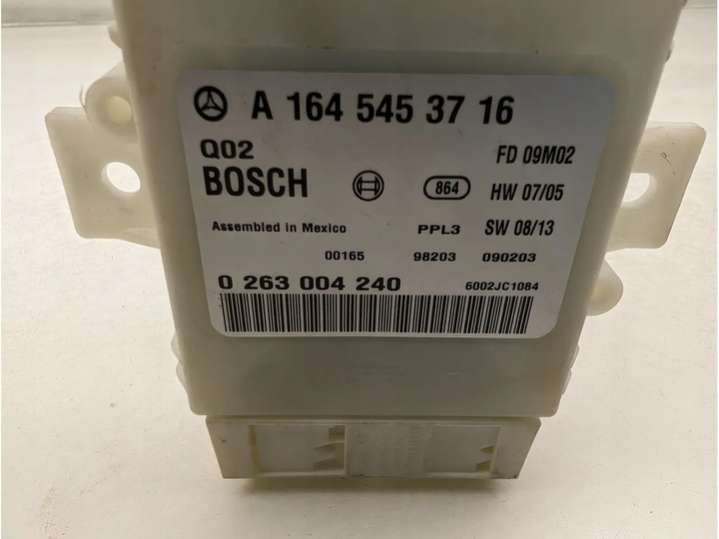 A 164 545 37 16
Q02 FD 09M02
BOSCH 864 HW 07/05
Assembled in Mexico PPL3 SW 08/13
00165 98203 090203
0 263 004 240 6002JC1084